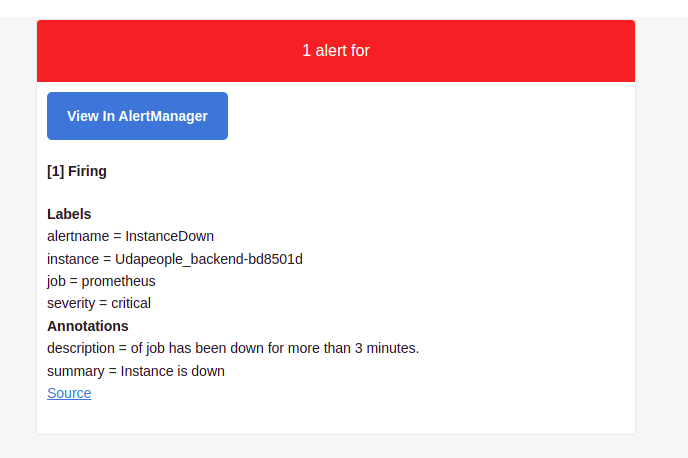 1 alert for
View In AlertManager
[1] Firing
Labels
alertname = InstanceDown
instance = Udapeople_backend-bd8501d
job = prometheus
severity = critical
Annotations
description = of job has been down for more than 3 minutes.
summary = Instance is down
Source